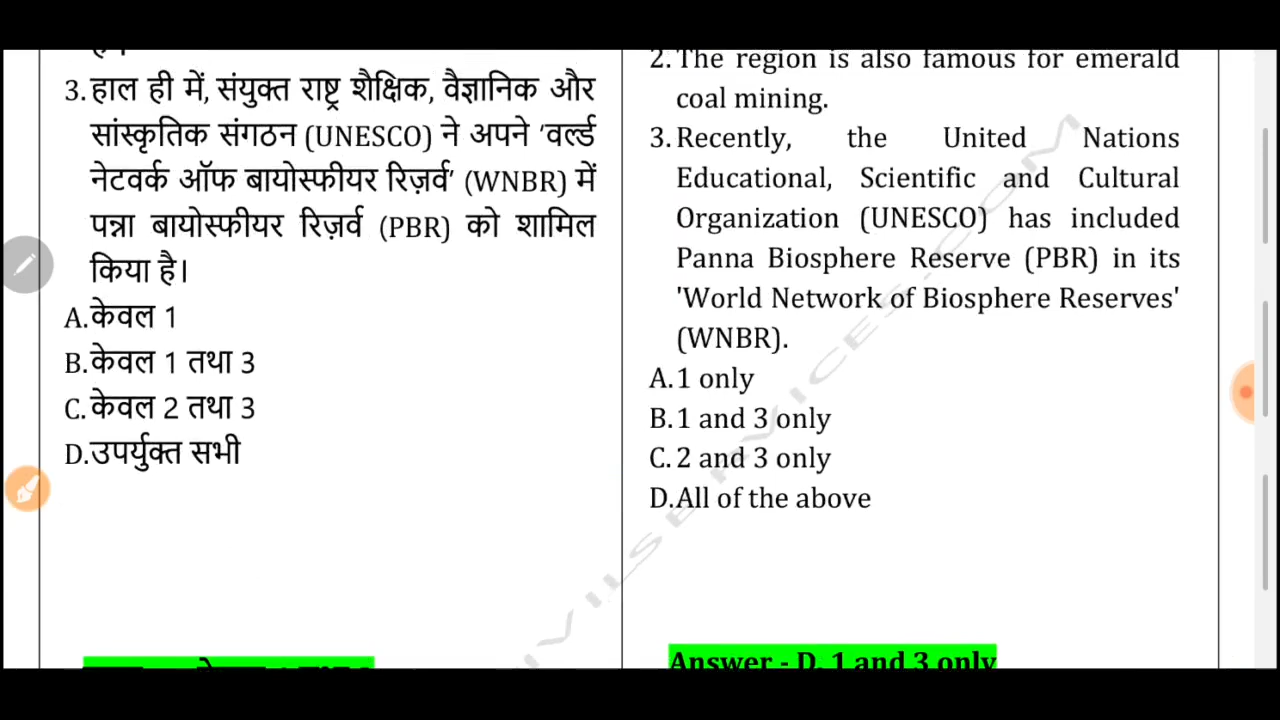 3. हाल ही में, संयुक्त राष्ट्र शैक्षिक, वैज्ञानिक और
सांस्कृतिक संगठन (UNESCO) ने अपने 'वर्ल्ड
नेटवर्क ऑफ बायोस्फीयर रिज़र्व' (WNBR) में
पन्ना बायोस्फीयर रिज़र्व (PBR) को शामिल
किया है।
A. केवल 1
B. केवल 1 तथा 3
C. केवल 2 तथा 3
D. उपर्युक्त सभी
2. The region is also famous for emerald
coal mining.
3. Recently, the United Nations
Educational, Scientific and Cultural
Organization (UNESCO) has included
Panna Biosphere Reserve (PBR) in its
'World Network of Biosphere Reserves'
(WNBR).
A. 1 only
B. 1 and 3 only
C. 2 and 3 only
D. All of the above
Answer - D. 1 and 3 only